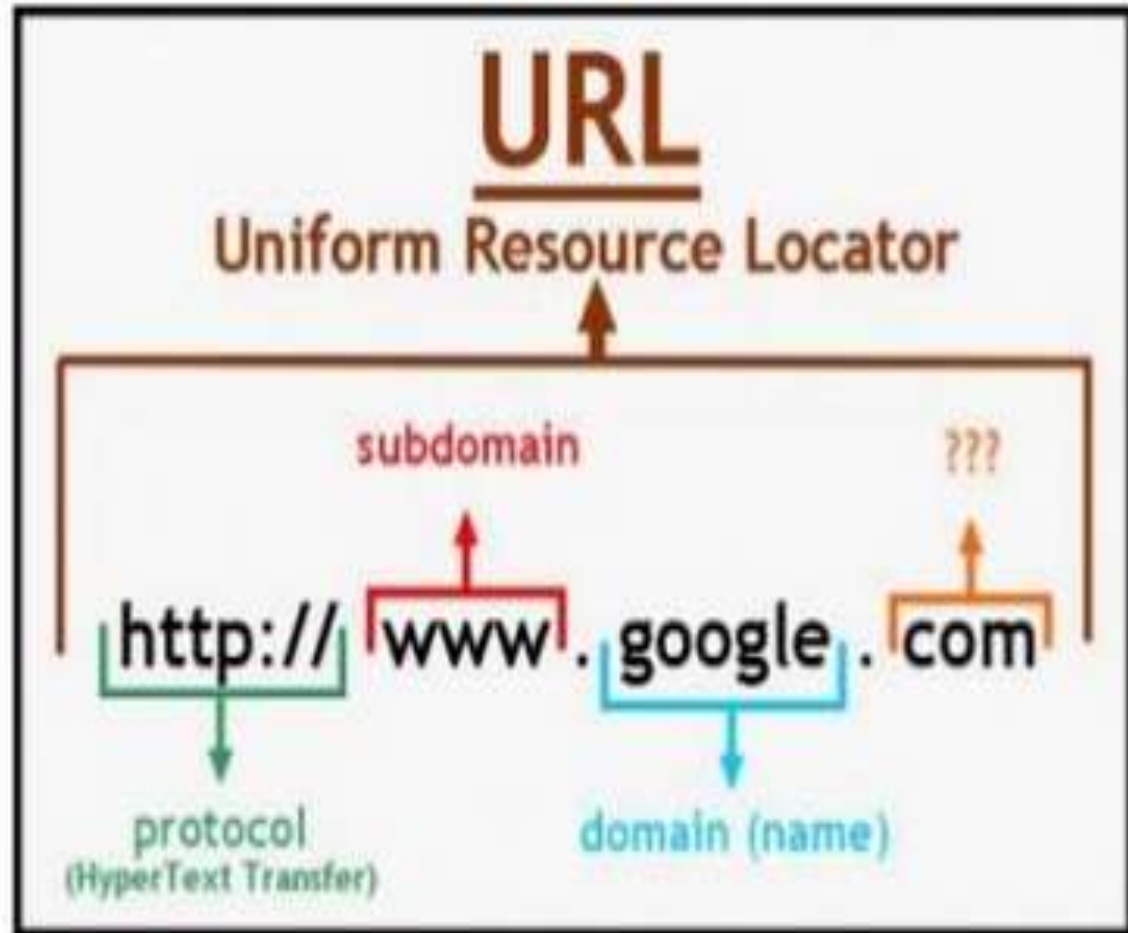 URL
Uniform Resource Locator
subdomain
???
http:// www . google . com
protocol
(HyperText Transfer)
domain (name)